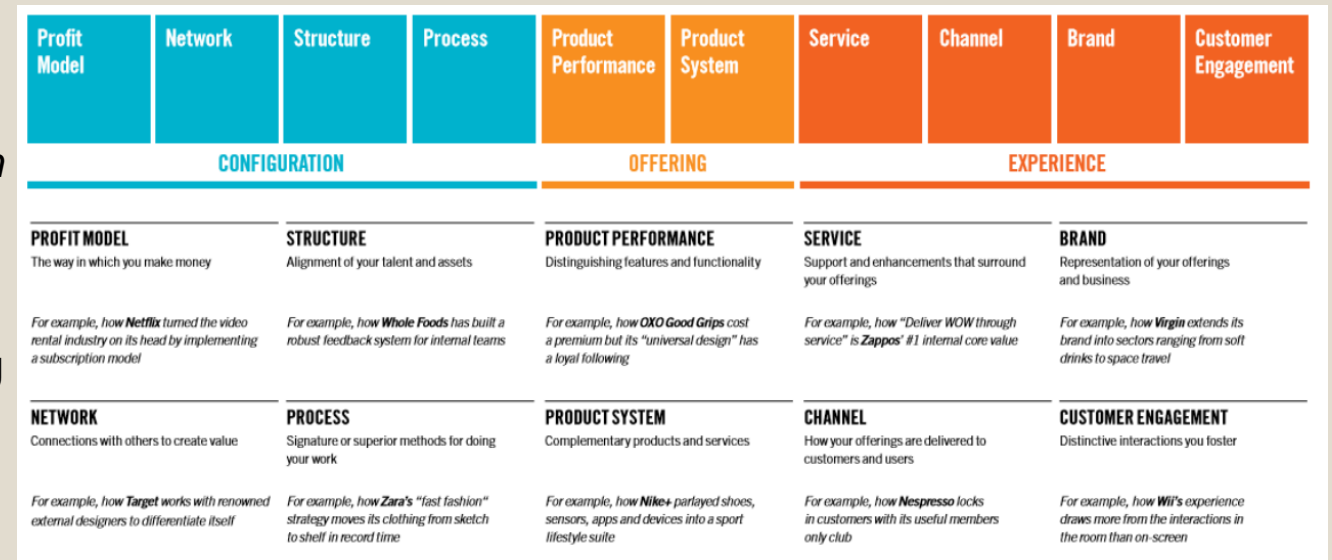 Profit
Model
Network
Structure
Process
Product
Performance
Product
System
Service
Channel
Brand
Customer
Engagement
CONFIGURATION
OFFERING
EXPERIENCE
PROFIT MODEL
The way in which you make money
For example, how Netflix turned the video
rental industry on its head by implementing
a subscription model
STRUCTURE
Alignment of your talent and assets
For example, how Whole Foods has built a
robust feedback system for internal teams
PRODUCT PERFORMANCE
Distinguishing features and functionality
For example, how OXO Good Grips cost
a premium but its "universal design" has
a loyal following
SERVICE
Support and enhancements that surround
your offerings
For example, how "Deliver WOW through
service" is Zappos' #1 internal core value
BRAND
Representation of your offerings
and business
For example, how Virgin extends its
brand into sectors ranging from soft
drinks to space travel
NETWORK
Connections with others to create value
For example, how Target works with renowned
external designers to differentiate itself
PROCESS
Signature or superior methods for doing
your work
For example, how Zara's "fast fashion"
strategy moves its clothing from sketch
to shelf in record time
PRODUCT SYSTEM
Complementary products and services
For example, how Nike+ parlayed shoes,
sensors, apps and devices into a sport
lifestyle suite
CHANNEL
How your offerings are delivered to
customers and users
For example, how Nespresso locks
in customers with its useful members
only club
CUSTOMER ENGAGEMENT
Distinctive interactions you foster
For example, how Wii's experience
draws more from the interactions in
the room than on-screen